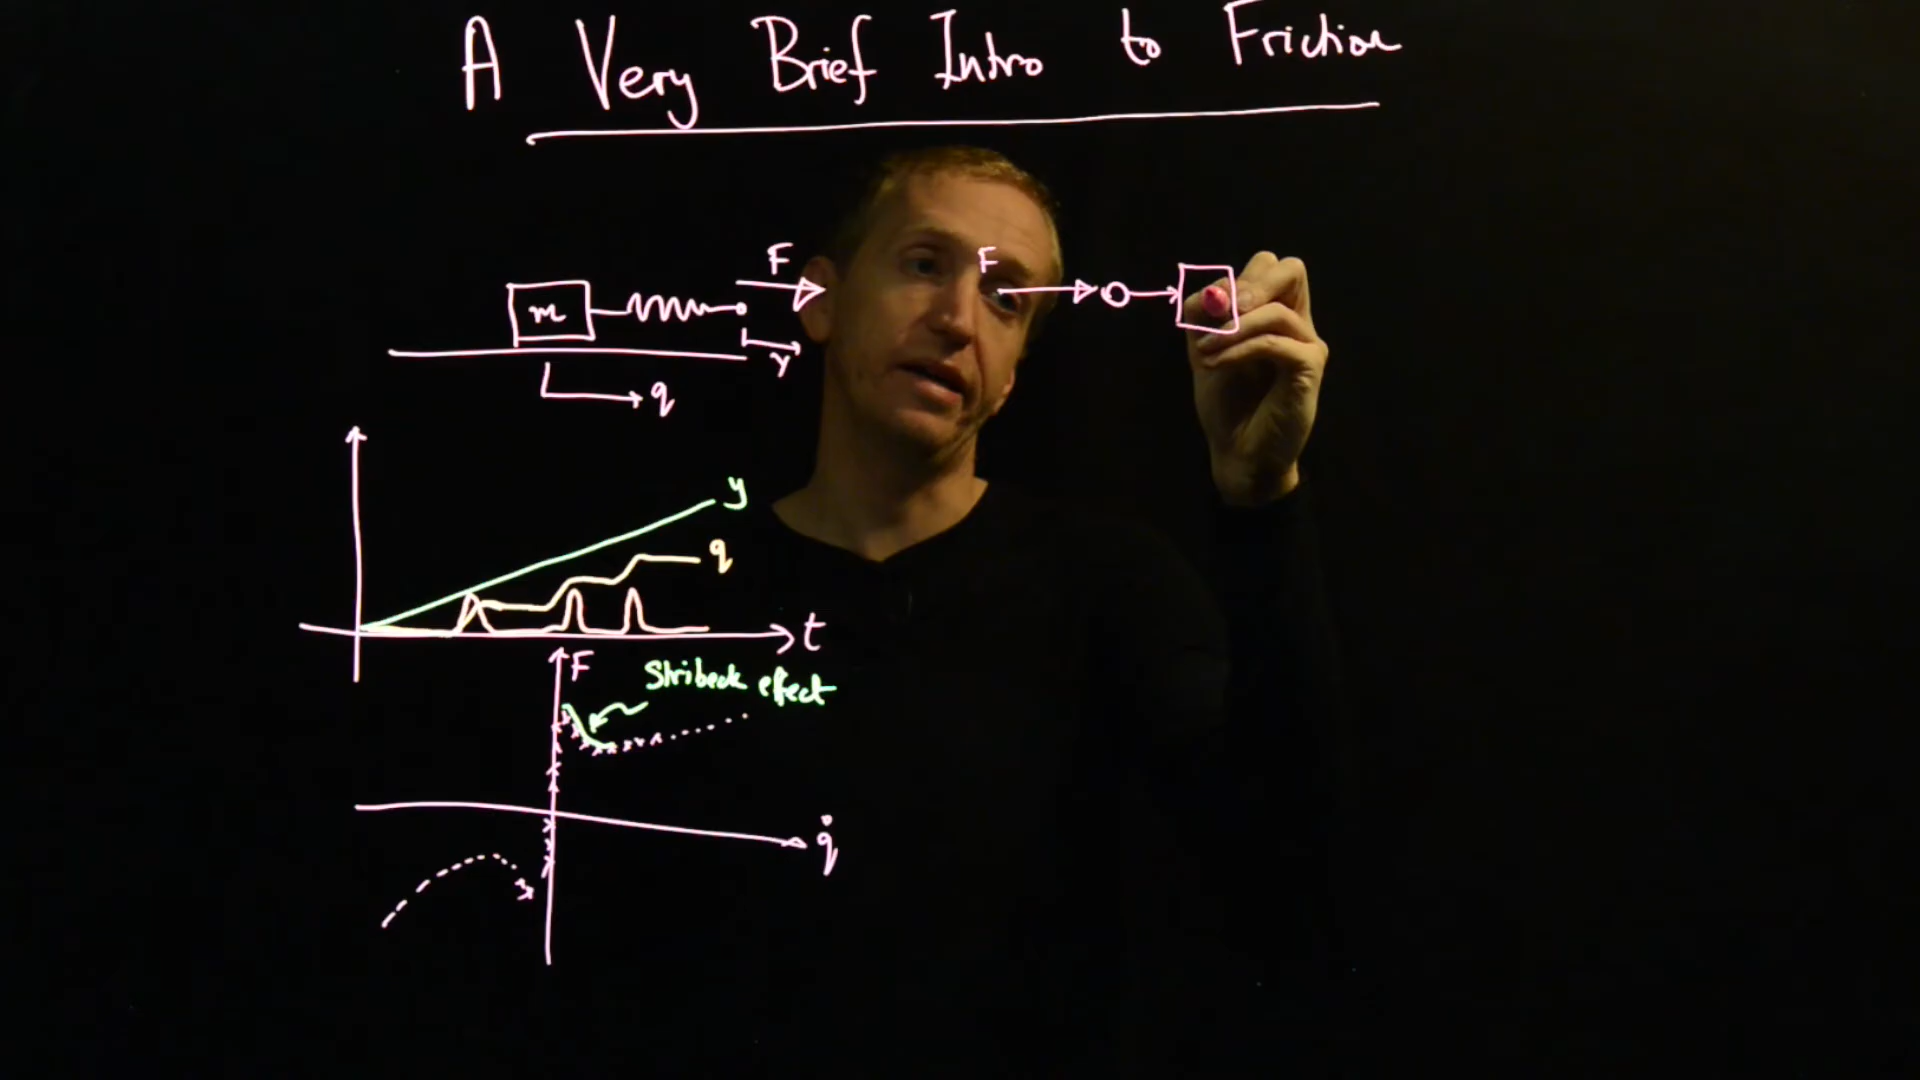 A Very Brief Intro to Friction
F
F
m
y
q
y
q
t
F
Stribeck effect
q̇